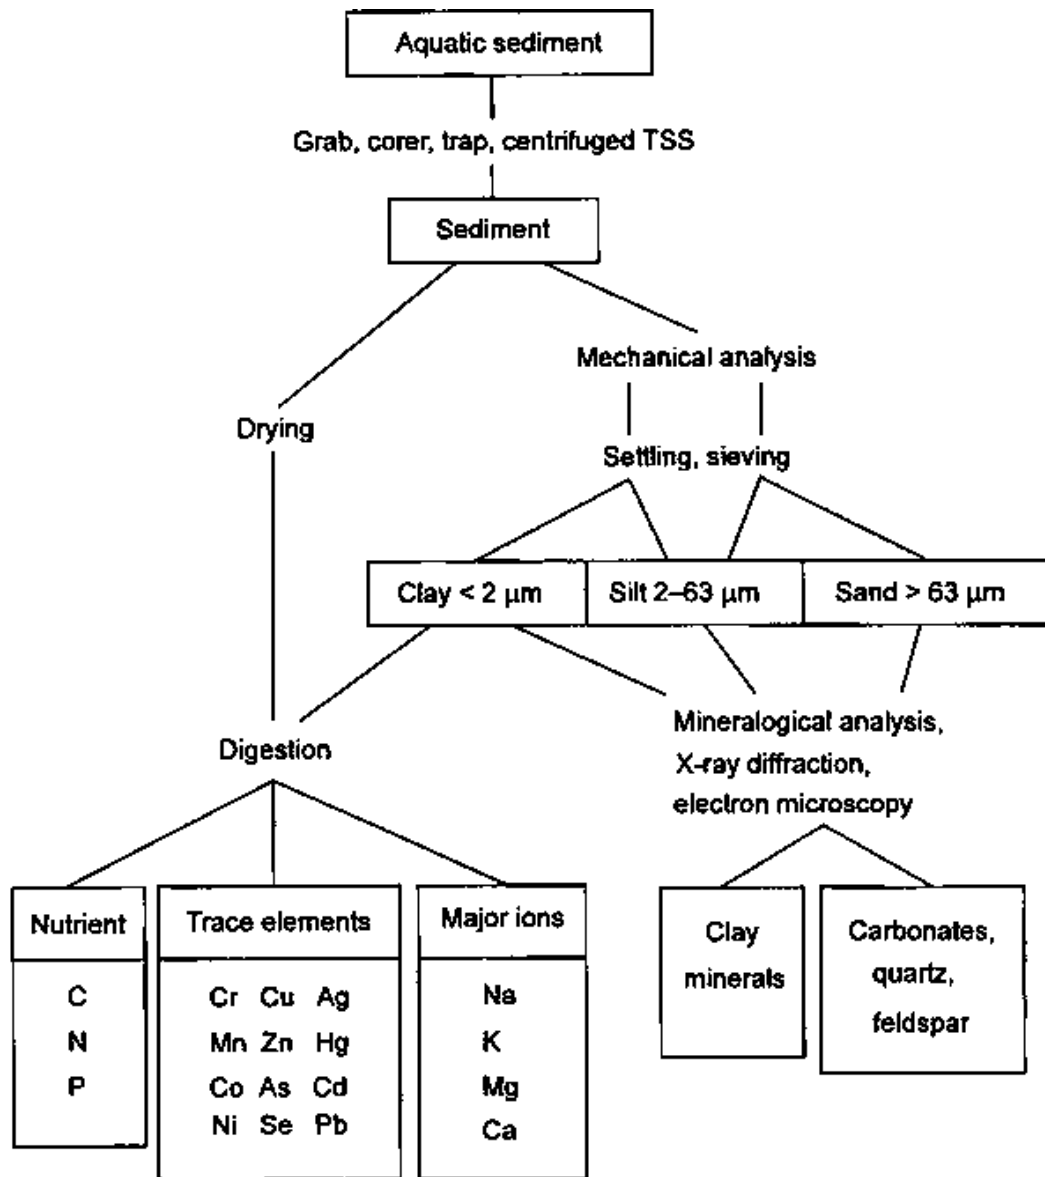 Aquatic sediment
Grab, corer, trap, centrifuged TSS
Sediment
Mechanical analysis
Drying
Settling, sieving
Clay < 2 µm
Silt 2–63 µm
Sand > 63 µm
Digestion
Mineralogical analysis,
X-ray diffraction,
electron microscopy
Nutrient
C
N
P
Trace elements
Cr Cu Ag
Mn Zn Hg
Co As Cd
Ni Se Pb
Major ions
Na
K
Mg
Ca
Clay
minerals
Carbonates,
quartz,
feldspar